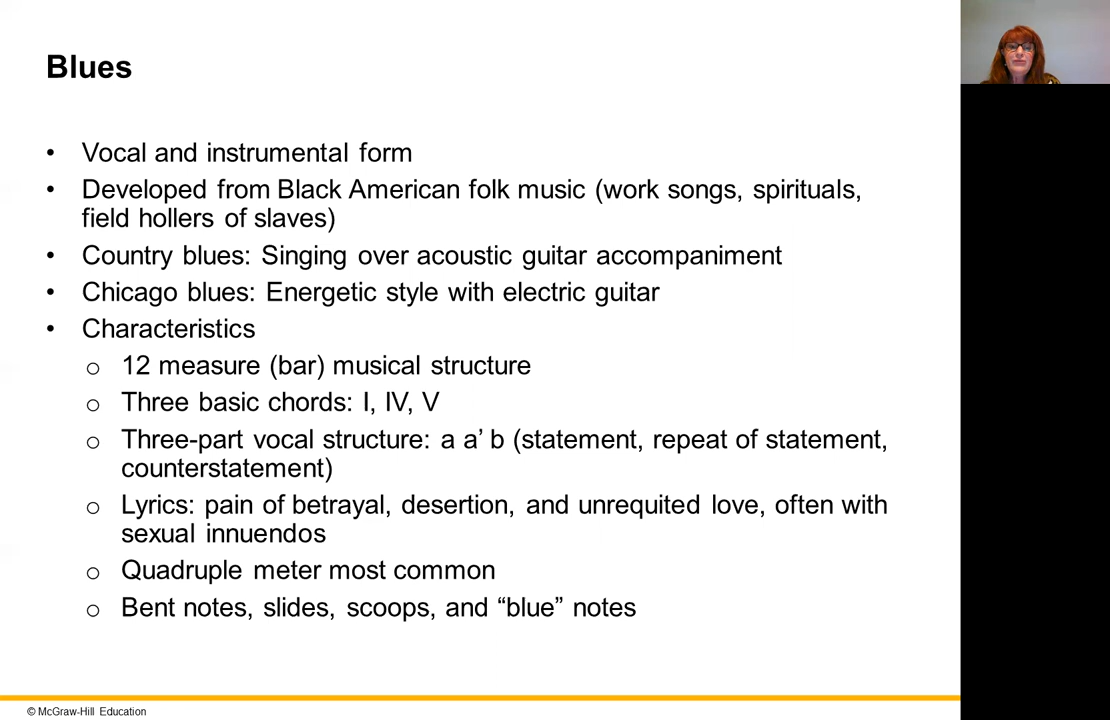 Blues
• Vocal and instrumental form
• Developed from Black American folk music (work songs, spirituals,
field hollers of slaves)
• Country blues: Singing over acoustic guitar accompaniment
• Chicago blues: Energetic style with electric guitar
• Characteristics
o 12 measure (bar) musical structure
o Three basic chords: I, IV, V
o Three-part vocal structure: a a’ b (statement, repeat of statement,
counterstatement)
o Lyrics: pain of betrayal, desertion, and unrequited love, often with
sexual innuendos
o Quadruple meter most common
o Bent notes, slides, scoops, and “blue” notes
© McGraw-Hill Education